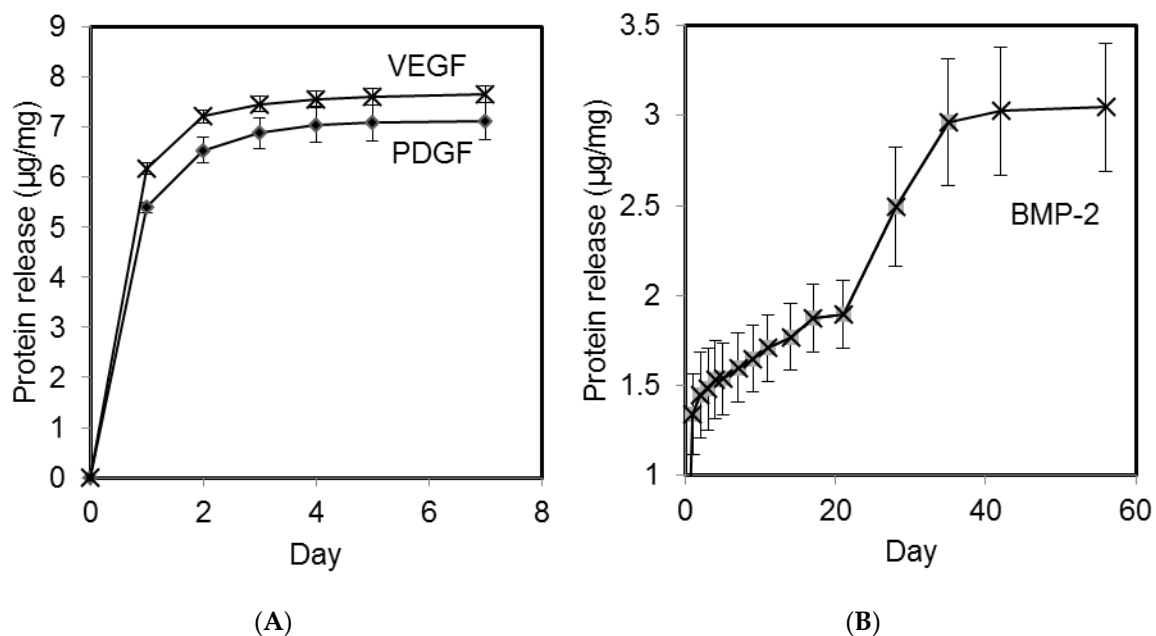 Protein release (µg/mg)
9
8
7
6
5
4
3
2
1
0
VEGF
PDGF
0 2 4 6 8
Day
(A)
Protein release (µg/mg)
3.5
3
2.5
2
1.5
1
BMP-2
0 20 40 60
Day
(B)